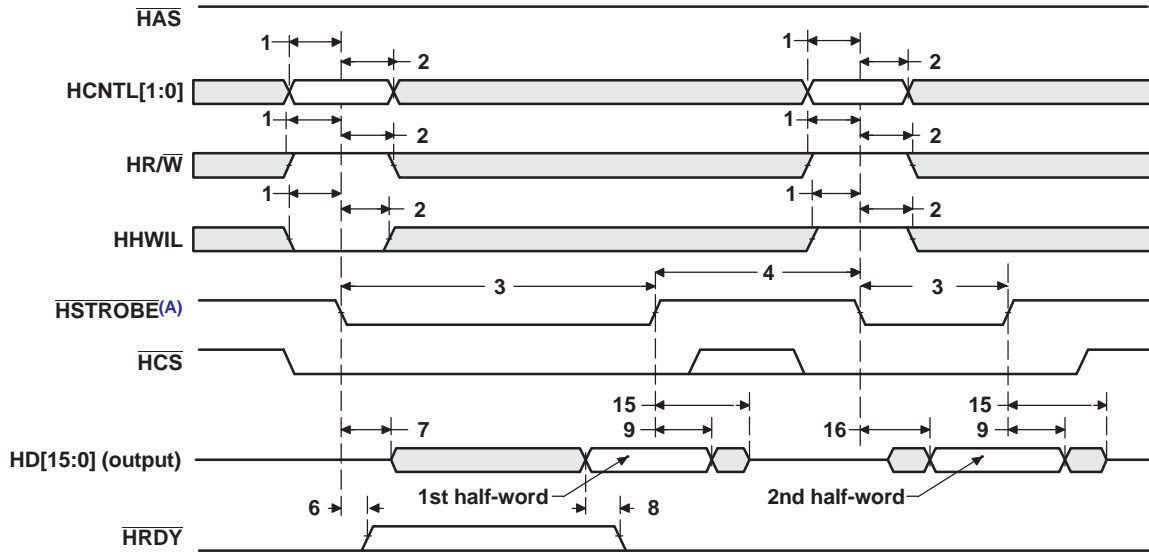 HAS
1
1
2
2
HCNTL[1:0]
1
1
2
2
HR/W
1
1
2
2
HHWIL
4
3
3
HSTROBE(A)
HCS
15
15
7
9
16
9
HD[15:0] (output)
1st half-word
2nd half-word
6
8
HRDY